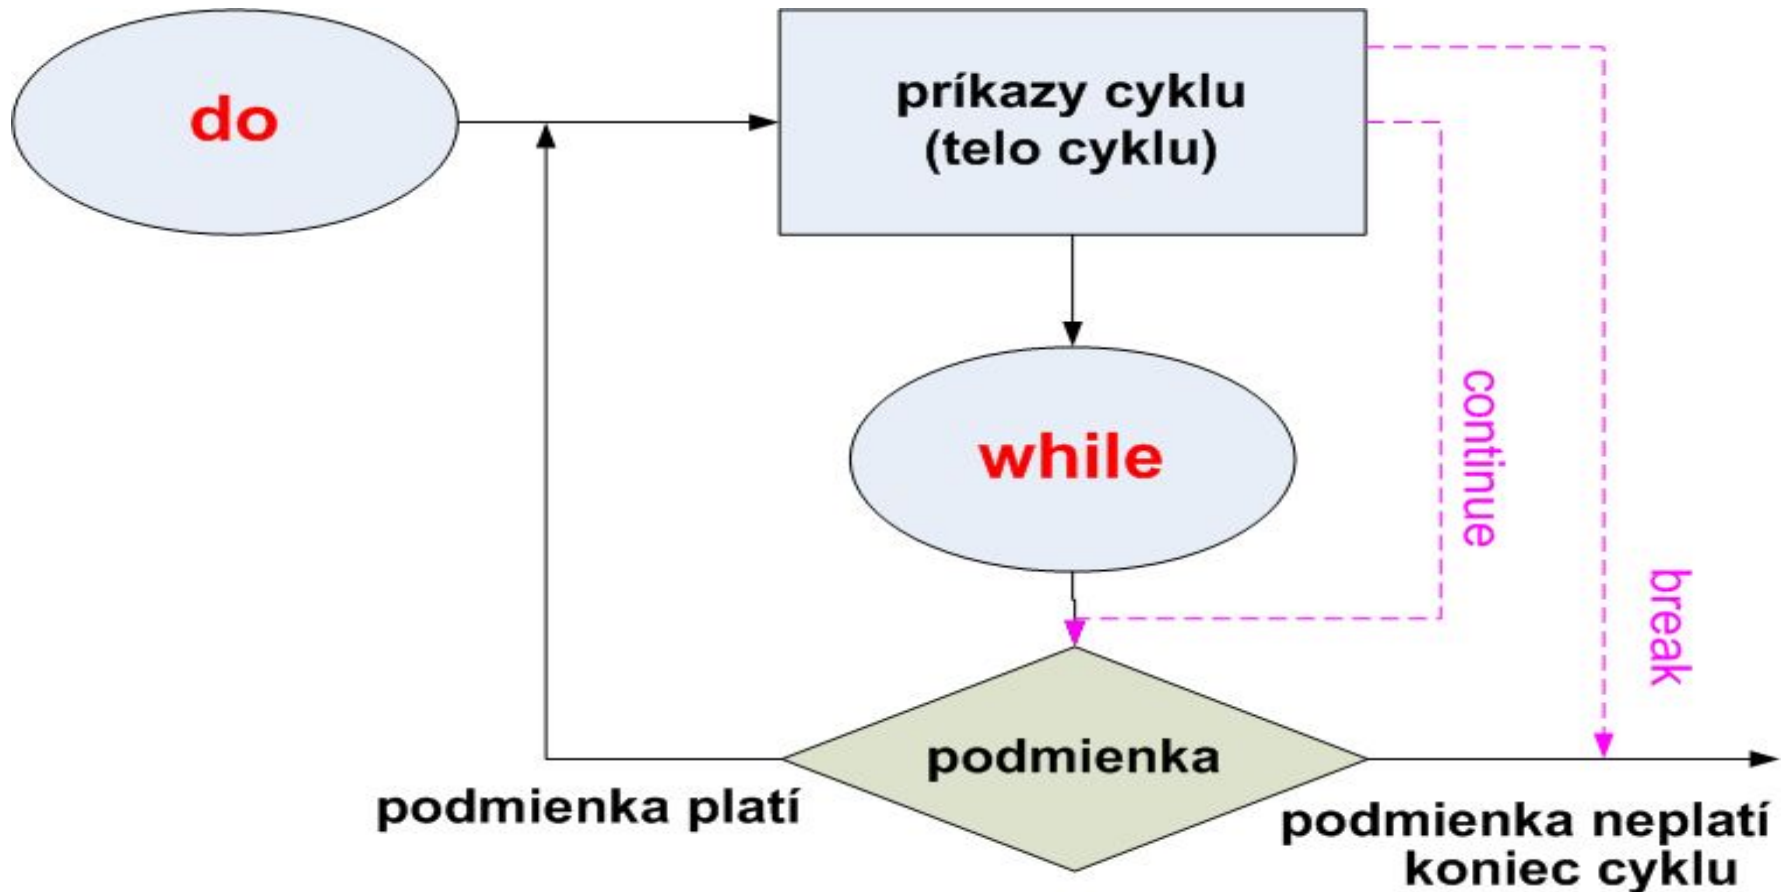 do
príkazy cyklu
(telo cyklu)
while
continue
break
podmienka
podmienka platí
podmienka neplatí
koniec cyklu